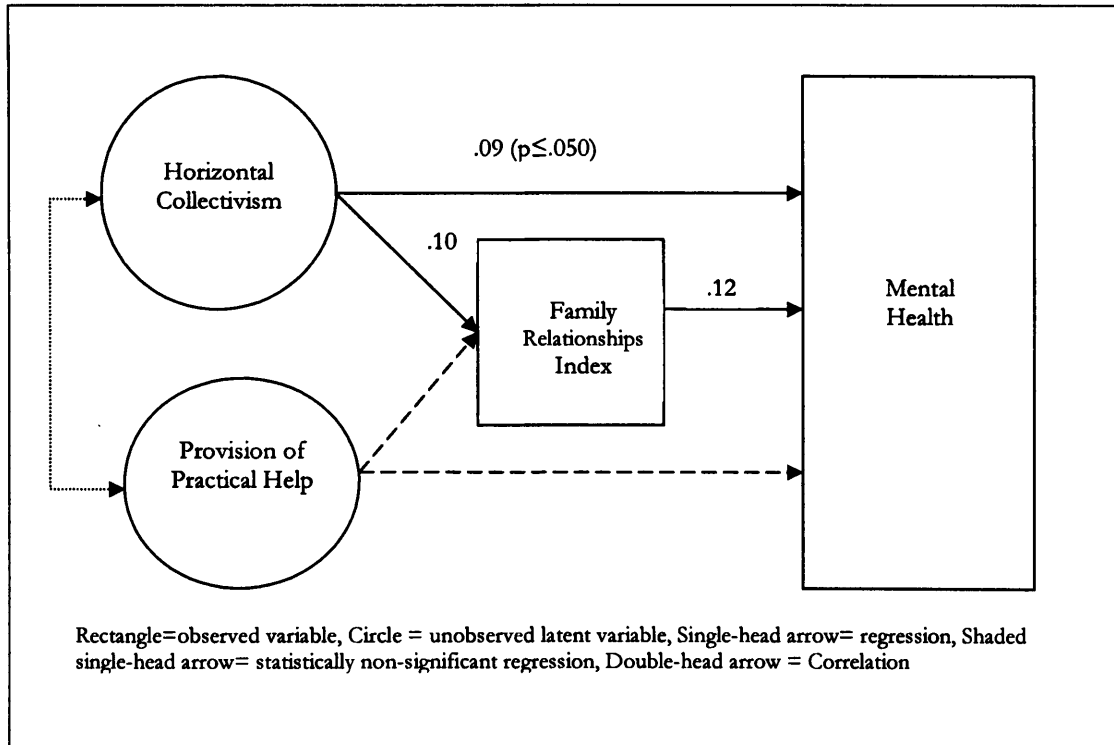 .09 (p≤.050)
Horizontal
Collectivism
.10
.12
Family
Relationships
Index
Mental
Health
Provision of
Practical Help
Rectangle=observed variable, Circle = unobserved latent variable, Single-head arrow= regression, Shaded
single-head arrow= statistically non-significant regression, Double-head arrow = Correlation